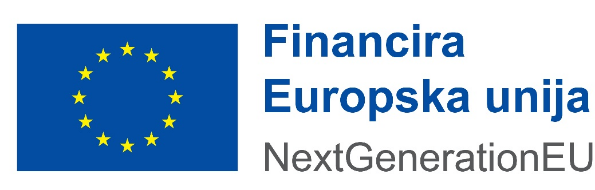 Financira
Europska unija
NextGenerationEU